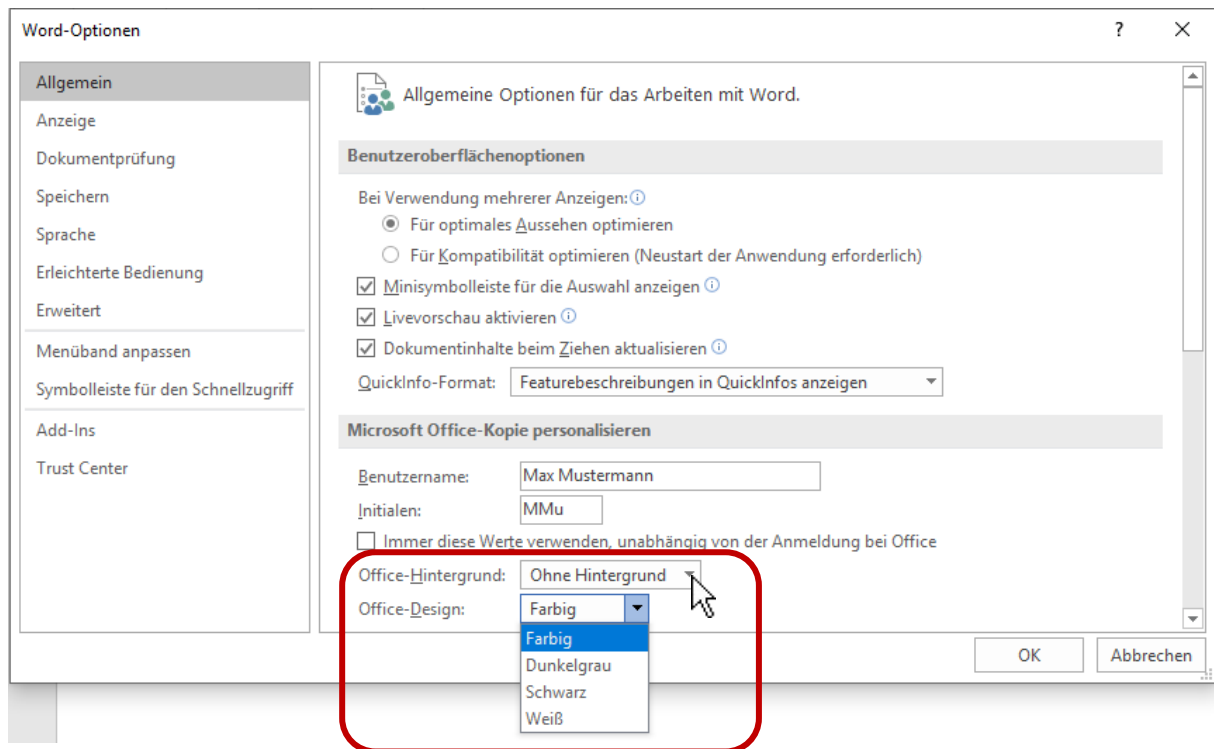 Word-Optionen ?
Allgemein
Anzeige
Dokumentprüfung
Speichern
Sprache
Erleichterte Bedienung
Erweitert
Menüband anpassen
Symbolleiste für den Schnellzugriff
Add-Ins
Trust Center
Allgemeine Optionen für das Arbeiten mit Word.
Benutzeroberflächenoptionen
Bei Verwendung mehrerer Anzeigen:
Für optimales Aussehen optimieren
Für Kompatibilität optimieren (Neustart der Anwendung erforderlich)
Minisymbolleiste für die Auswahl anzeigen
Livevorschau aktivieren
Dokumentinhalte beim Ziehen aktualisieren
QuickInfo-Format: Featurebeschreibungen in QuickInfos anzeigen
Microsoft Office-Kopie personalisieren
Benutzername: Max Mustermann
Initialen: MMu
Immer diese Werte verwenden, unabhängig von der Anmeldung bei Office
Office-Hintergrund: Ohne Hintergrund
Office-Design: Farbig
Farbig
Dunkelgrau
Schwarz
Weiß
OK Abbrechen